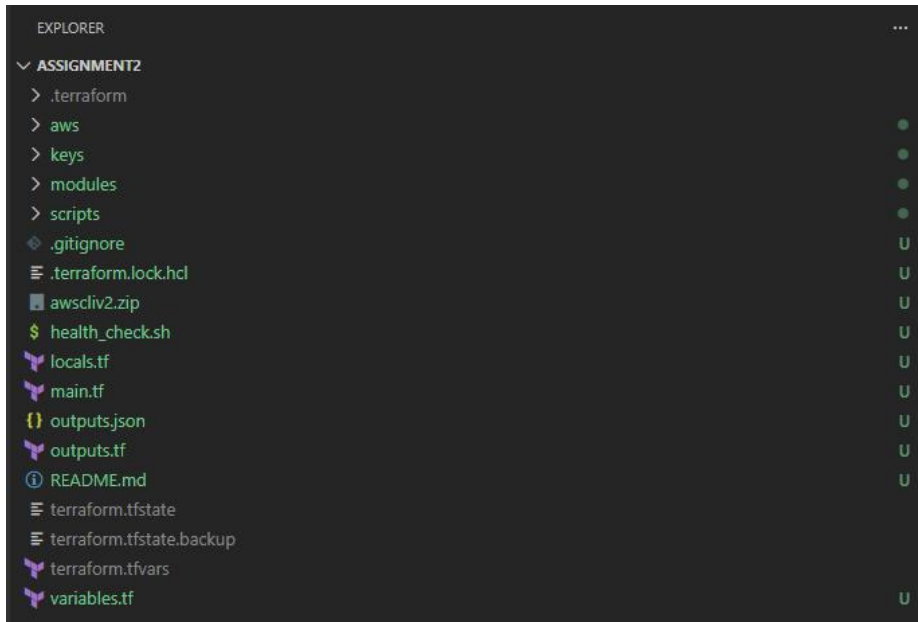 EXPLORER ...
ASSIGNMENT2
.terraform
aws
keys
modules
scripts
.gitignore U
.terraform.lock.hcl U
awscliv2.zip U
$ health_check.sh U
locals.tf U
main.tf U
{} outputs.json U
outputs.tf U
README.md U
terraform.tfstate
terraform.tfstate.backup
terraform.tfvars
variables.tf U